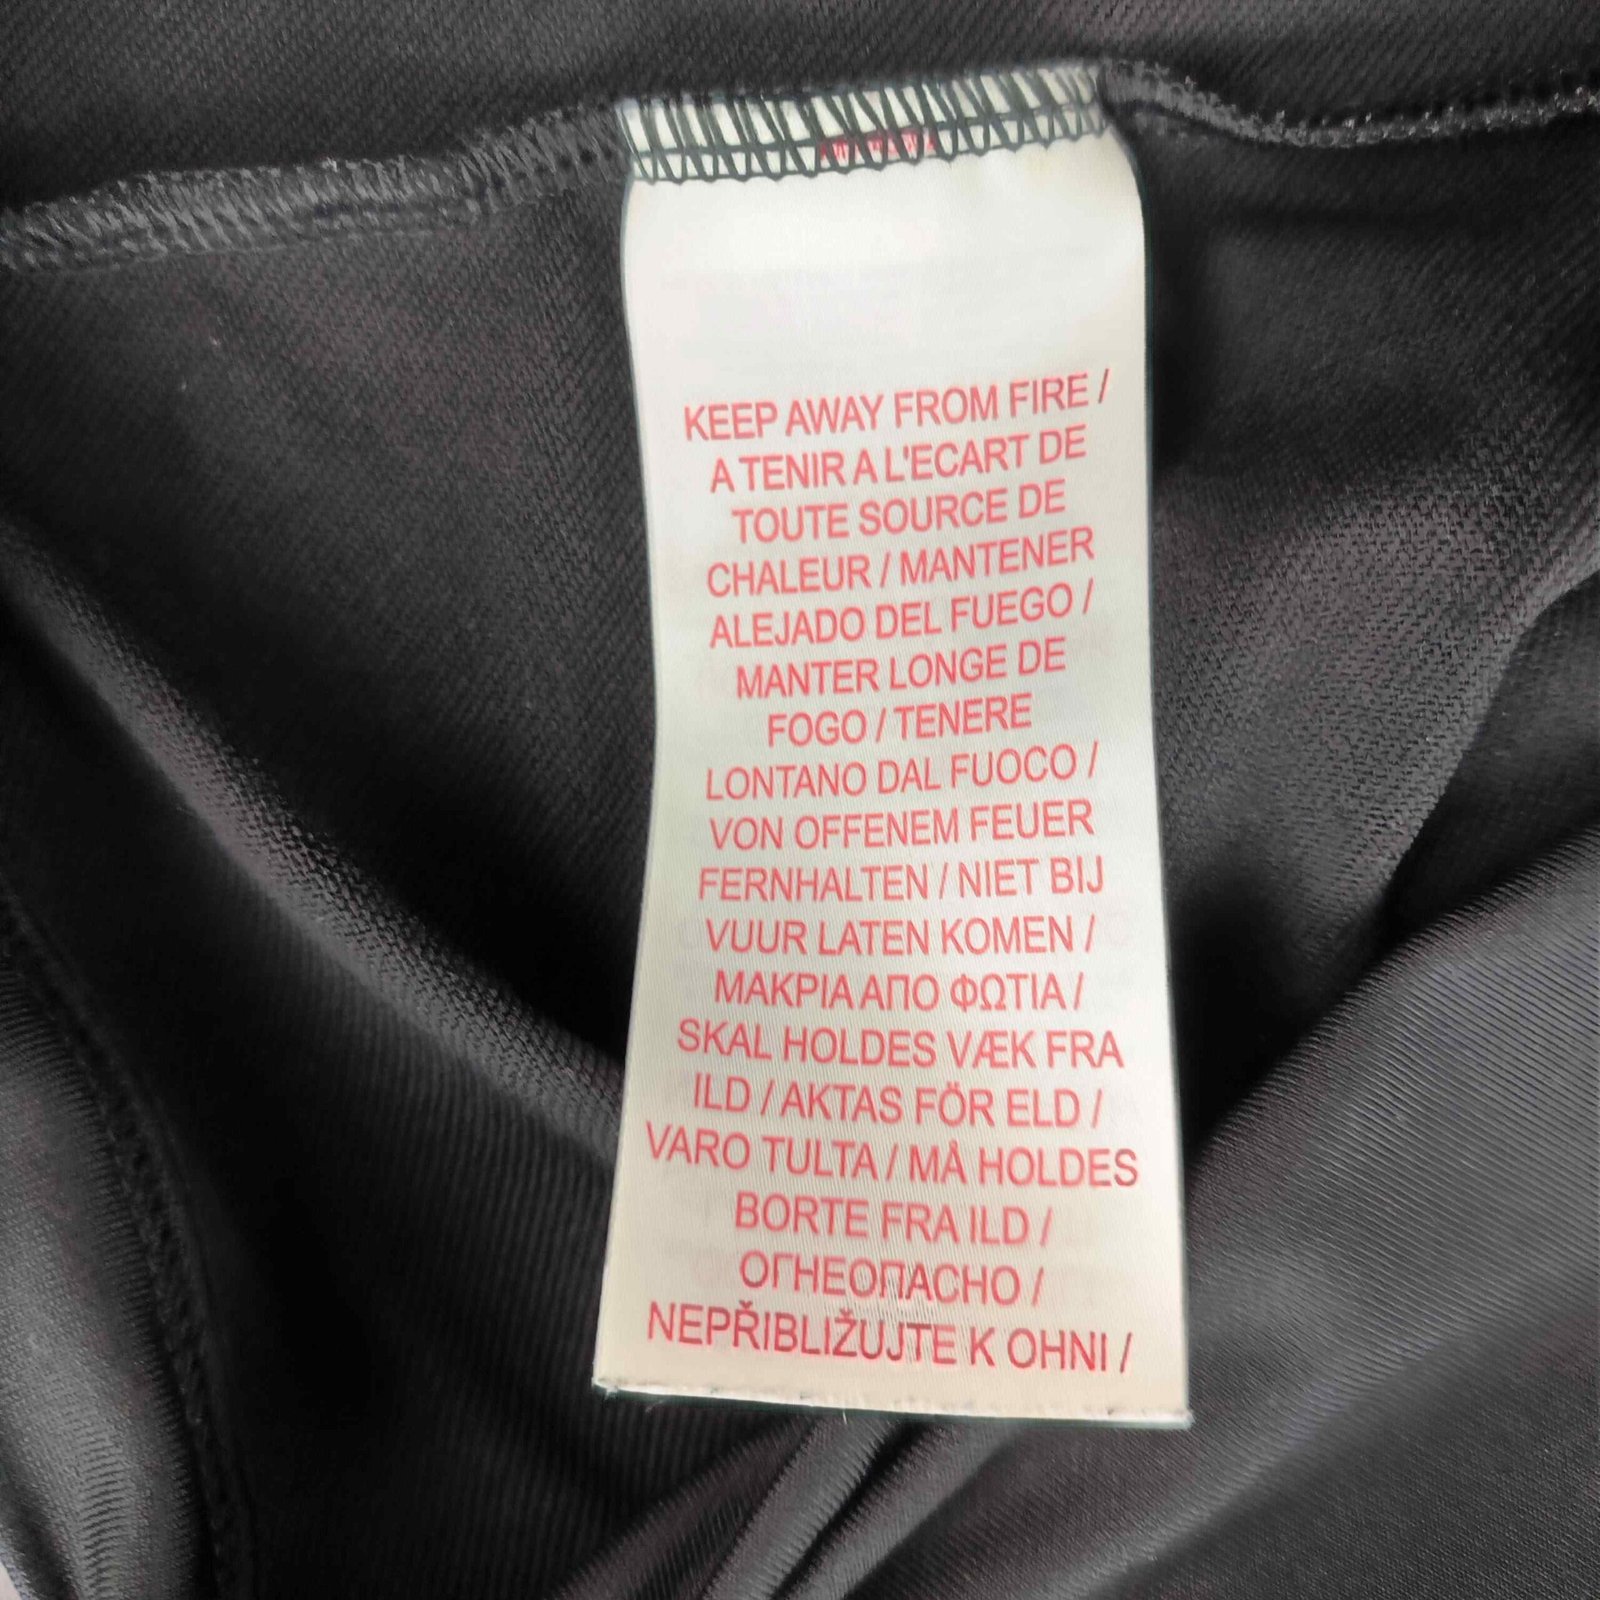 KEEP AWAY FROM FIRE /
A TENIR A L'ECART DE
TOUTE SOURCE DE
CHALEUR / MANTENER
ALEJADO DEL FUEGO /
MANTER LONGE DE
FOGO / TENERE
LONTANO DAL FUOCO /
VON OFFENEM FEUER
FERNHALTEN / NIET BIJ
VUUR LATEN KOMEN /
ΜΑΚΡΙΑ ΑΠΟ ΦΩΤΙΑ /
SKAL HOLDES VÆK FRA
ILD / AKTAS FÖR ELD /
VARO TULTA / MÅ HOLDES
BORTE FRA ILD /
ОГНЕОПАСНО /
NEPŘIBLIŽUJTE K OHNI /